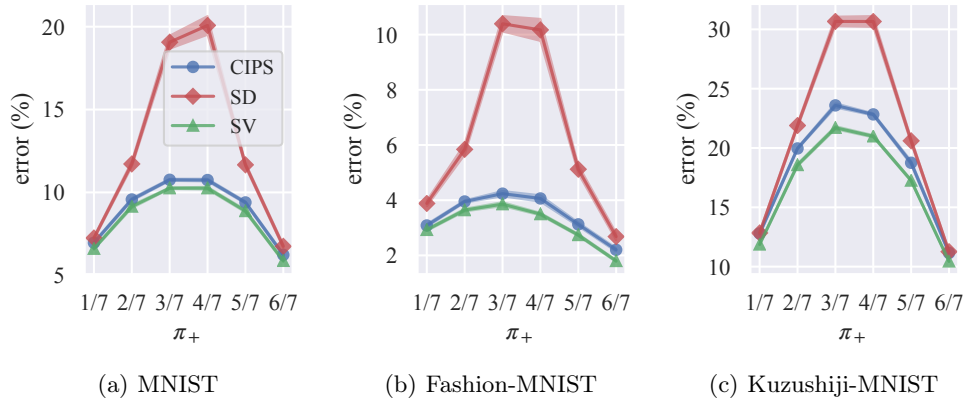 error (%)
20
15
10
5
1/7 2/7 3/7 4/7 5/7 6/7
π+
CIPS
SD
SV
(a) MNIST
error (%)
10
8
6
4
2
1/7 2/7 3/7 4/7 5/7 6/7
π+
(b) Fashion-MNIST
error (%)
30
25
20
15
10
1/7 2/7 3/7 4/7 5/7 6/7
π+
(c) Kuzushiji-MNIST